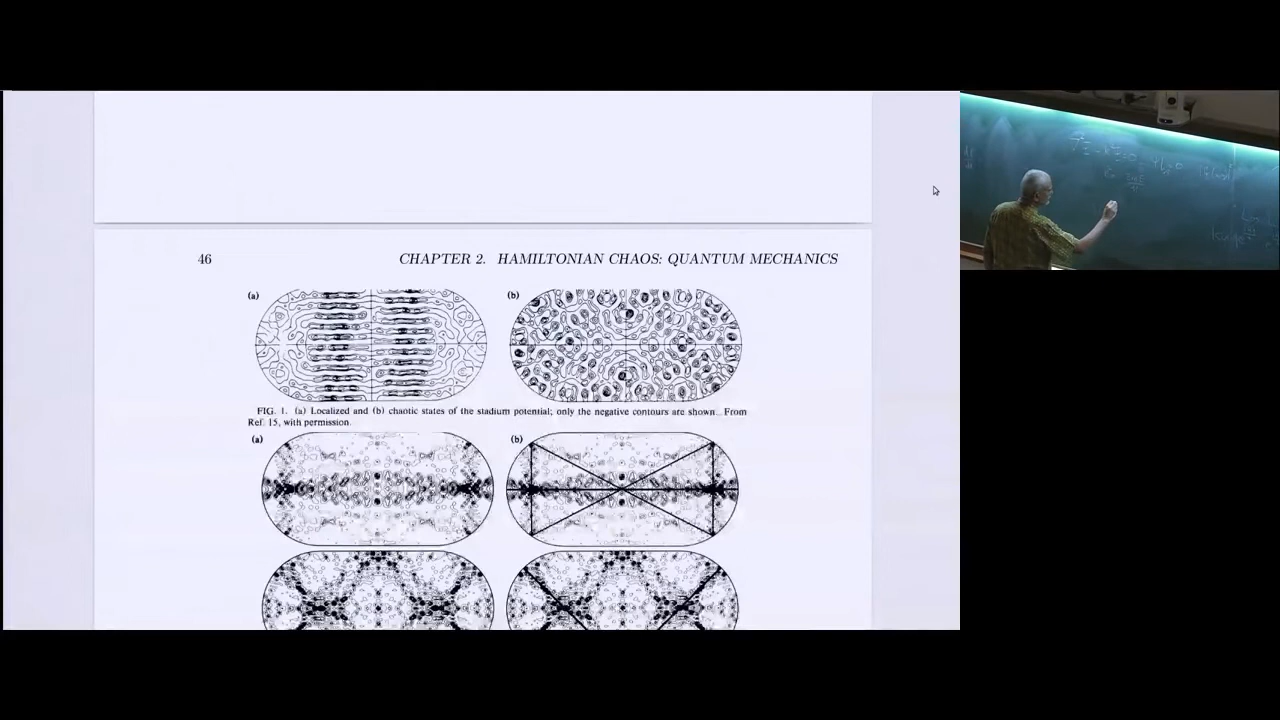 46 CHAPTER 2. HAMILTONIAN CHAOS: QUANTUM MECHANICS
(a) (b)
FIG. 1. (a) Localized and (b) chaotic states of the stadium potential; only the negative contours are shown. From
Ref. 15, with permission.
(a) (b)